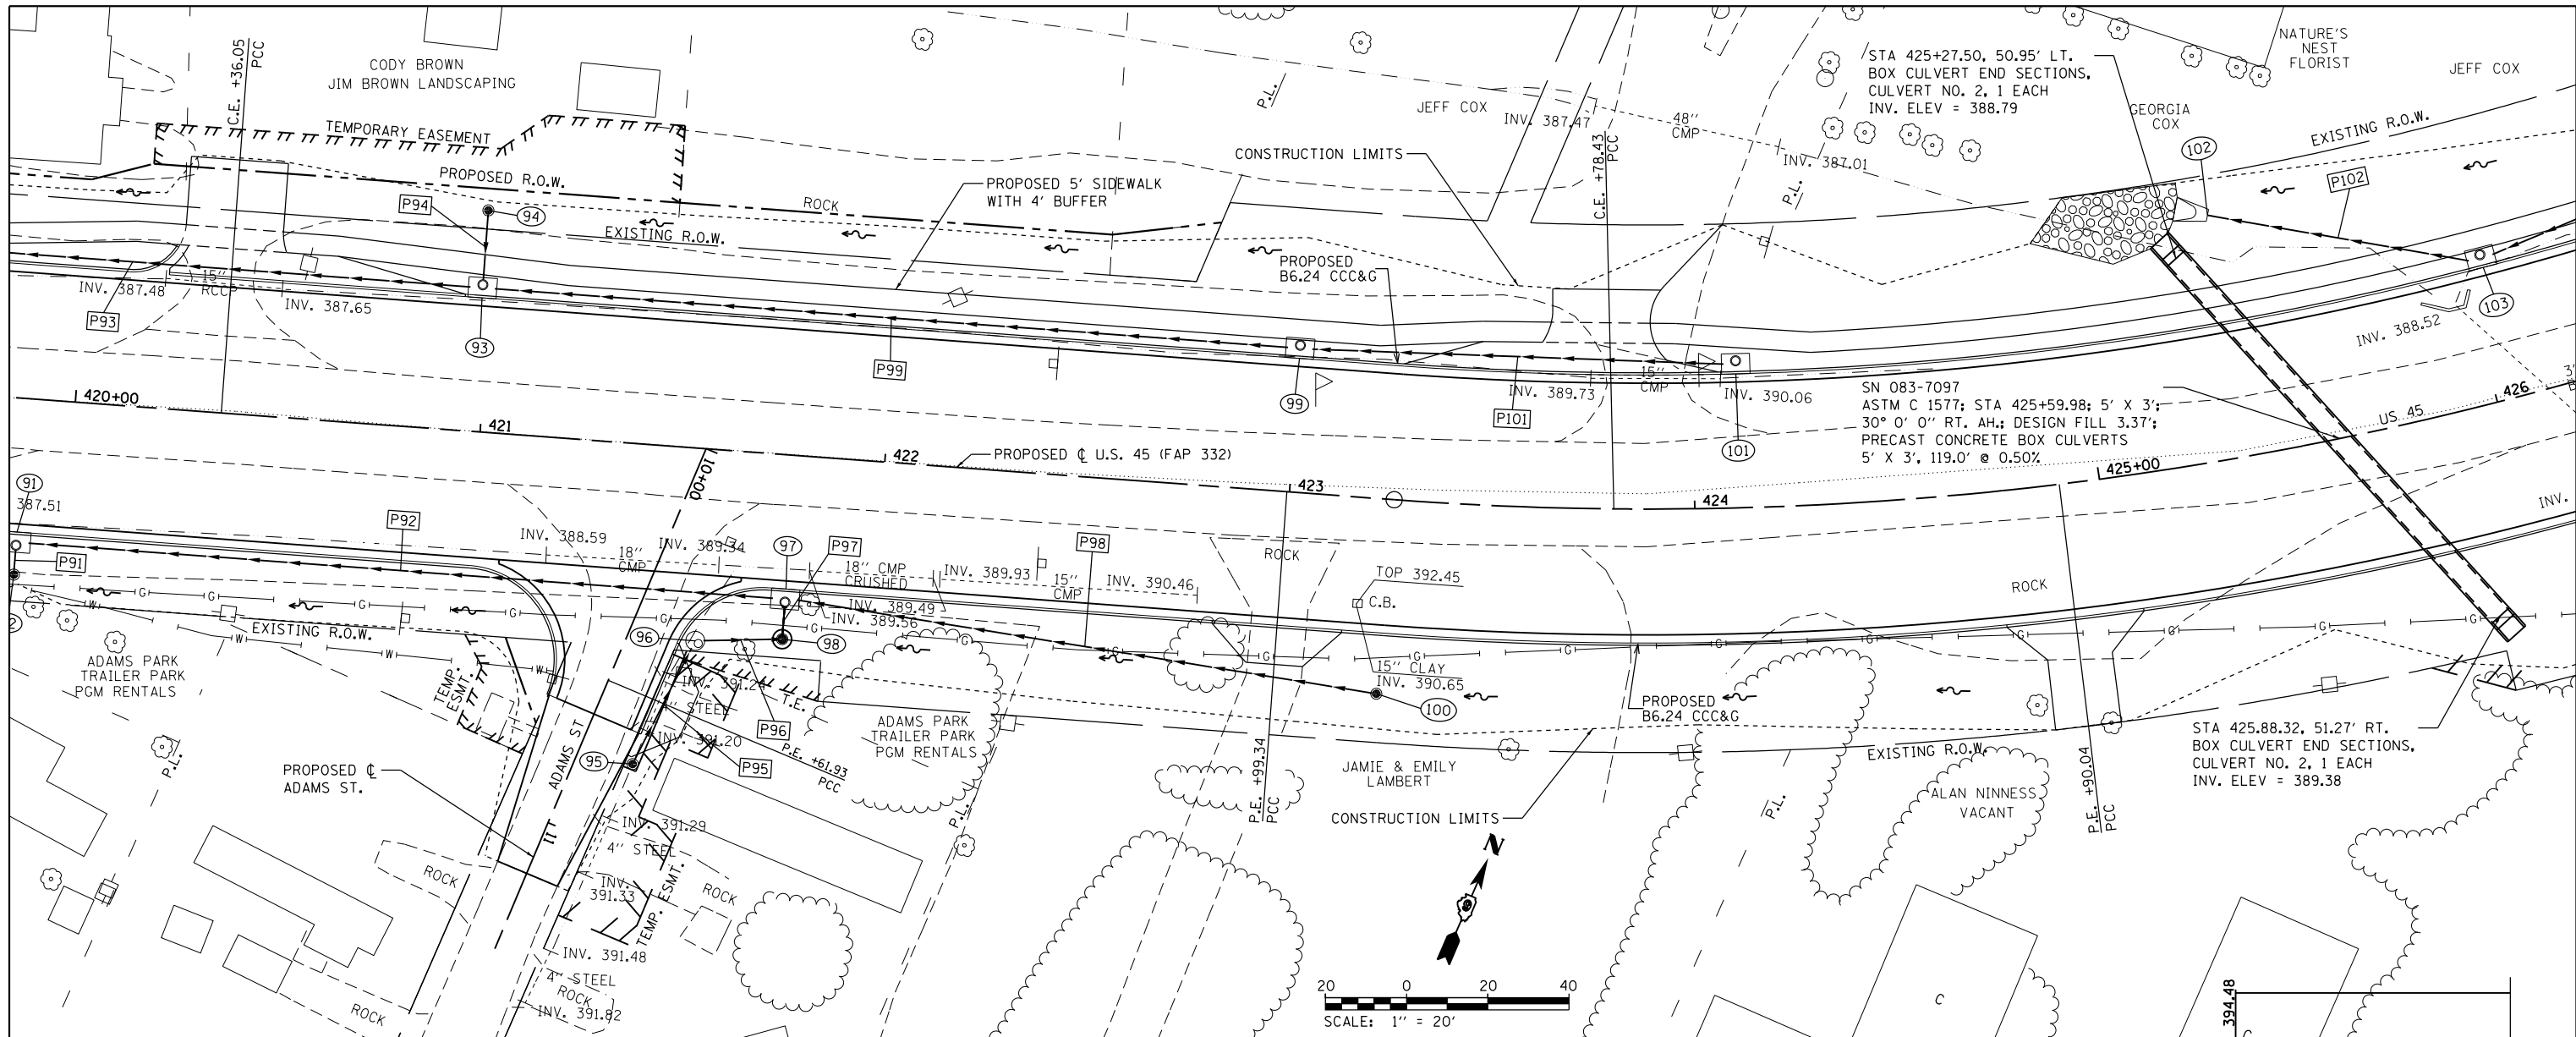 C.E. +36.05
PCC
CODY BROWN
JIM BROWN LANDSCAPING
TEMPORARY EASEMENT
PROPOSED R.O.W.
ROCK
EXISTING R.O.W.
P94
94
PROPOSED 5' SIDEWALK
WITH 4' BUFFER
P.L.
JEFF COX
INV. 387.47
48"
CMP
INV. 387.01
CONSTRUCTION LIMITS
C.E. +78.43
PCC
P.L.
STA 425+27.50, 50.95' LT.
BOX CULVERT END SECTIONS,
CULVERT NO. 2, 1 EACH
INV. ELEV = 388.79
NATURE'S
NEST
FLORIST
JEFF COX
GEORGIA
COX
EXISTING R.O.W.
102
P102
103
INV. 388.52
PROPOSED
B6.24 CCC&G
INV. 387.48
15"
RCCP
INV. 387.65
P93
93
P99
99
INV. 389.73
15"
CMP
INV. 390.06
P101
101
SN 083-7097
ASTM C 1577; STA 425+59.98; 5' X 3';
30° 0' 0" RT. AH.; DESIGN FILL 3.37';
PRECAST CONCRETE BOX CULVERTS
5' X 3', 119.0' @ 0.50%
US 45
426
3'
420+00
421
10+00
422
PROPOSED ℄ U.S. 45 (FAP 332)
423
424
425+00
INV.
91
387.51
P91
P92
INV. 388.59
18"
CMP
INV. 389.34
97
P97
18" CMP
CRUSHED
INV. 389.93
15"
CMP
INV. 390.46
P98
INV. 389.49
INV. 389.56
ROCK
TOP 392.45
C.B.
ROCK
2
G
W
EXISTING R.O.W.
96
98
15" CLAY
INV. 390.65
100
PROPOSED
B6.24 CCC&G
ADAMS PARK
TRAILER PARK
PGM RENTALS
TEMP.
ESMT.
INV. 391.24
4" STEEL
T.E.
P96
INV. 391.20
95
P95
P.E. +61.93
PCC
ADAMS PARK
TRAILER PARK
PGM RENTALS
P.L.
PROPOSED ℄
ADAMS ST.
ADAMS ST
11
P.L.
P.E. +99.34
PCC
JAMIE & EMILY
LAMBERT
CONSTRUCTION LIMITS
EXISTING R.O.W.
P.L.
ALAN NINNESS
VACANT
P.E. +90.04
PCC
STA 425.88.32, 51.27' RT.
BOX CULVERT END SECTIONS,
CULVERT NO. 2, 1 EACH
INV. ELEV = 389.38
INV. 391.29
4" STEEL
INV.
391.33
TEMP. ESMT.
ROCK
ROCK
INV. 391.48
4" STEEL
ROCK
INV. 391.82
ROCK
N
20 0 20 40
SCALE: 1" = 20'
C
394.48